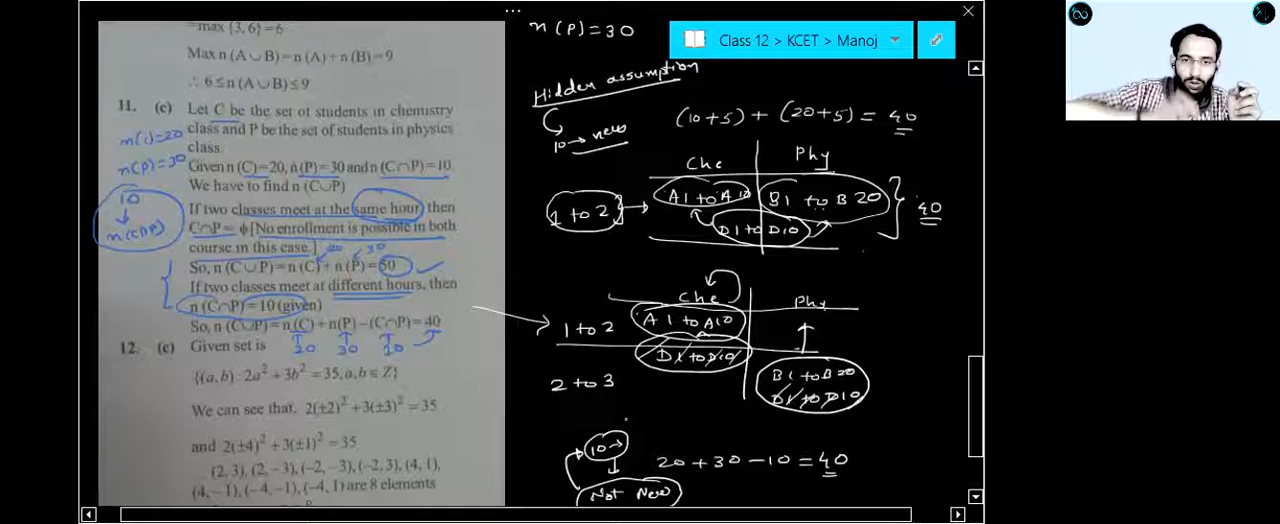 =max {3, 6} = 6
Max n (A ∪ B) = n (A) + n (B) = 9
∴ 6 ≤ n (A ∪ B) ≤ 9
11. (c) Let C be the set of students in chemistry
class and P be the set of students in physics
class.
Given n (C) = 20, n (P) = 30 and n (C∩P) = 10.
We have to find n (C∪P)
If two classes meet at the same hour then
C∩P = ϕ [No enrollment is possible in both
course in this case.]
So, n (C∪P) = n (C) + n (P) = 50
If two classes meet at different hours, then
n (C∩P) = 10 (given)
So, n (C∪P) = n (C) + n (P) – (C∩P) = 40
n(C)=20
n(P)=30
10
n(C∩P)
20
30
20 30 10
12. (c) Given set is
{(a, b) : 2a² + 3b² = 35, a, b ∈ Z}
We can see that, 2(±2)² + 3(±3)² = 35
and 2(±4)² + 3(±1)² = 35
(2, 3), (2, –3), (–2, –3), (–2, 3), (4, 1),
(4, –1), (–4, –1), (–4, 1) are 8 elements
n (P) = 30
Class 12 > KCET > Manoj
Hidden assumption
10 → new
(10+5) + (20+5) = 40
Che Phy
1 to 2 A1 to A10 B1 to B20 40
D1 to D10
Che Phy
1 to 2 A1 to A10
D1 to D10
2 to 3 B1 to B20
D1 to D10
10 →
20 + 30 – 10 = 40
Not New